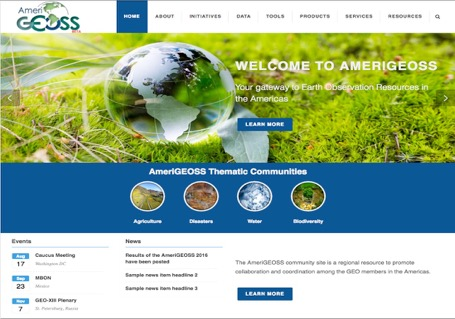 Ameri
GEOSS
BETA
HOME
ABOUT
INITIATIVES
DATA
TOOLS
PRODUCTS
SERVICES
RESOURCES
WELCOME TO AMERIGEOSS
Your gateway to Earth Observation Resources in
the Americas
LEARN MORE
AmeriGEOSS Thematic Communities
Agriculture
Disasters
Water
Biodiversity
Events
Aug
17
Caucus Meeting
Washington DC
Sep
23
MBON
Mexico
Nov
7
GEO-XIII Plenary
St. Petersburg, Russia
News
Results of the AmeriGEOSS 2016
have been posted
Sample news item headline 2
Sample news item headline 3
The AmeriGEOSS community site is a regional resource to promote
collaboration and coordination among the GEO members in the Americas.
LEARN MORE